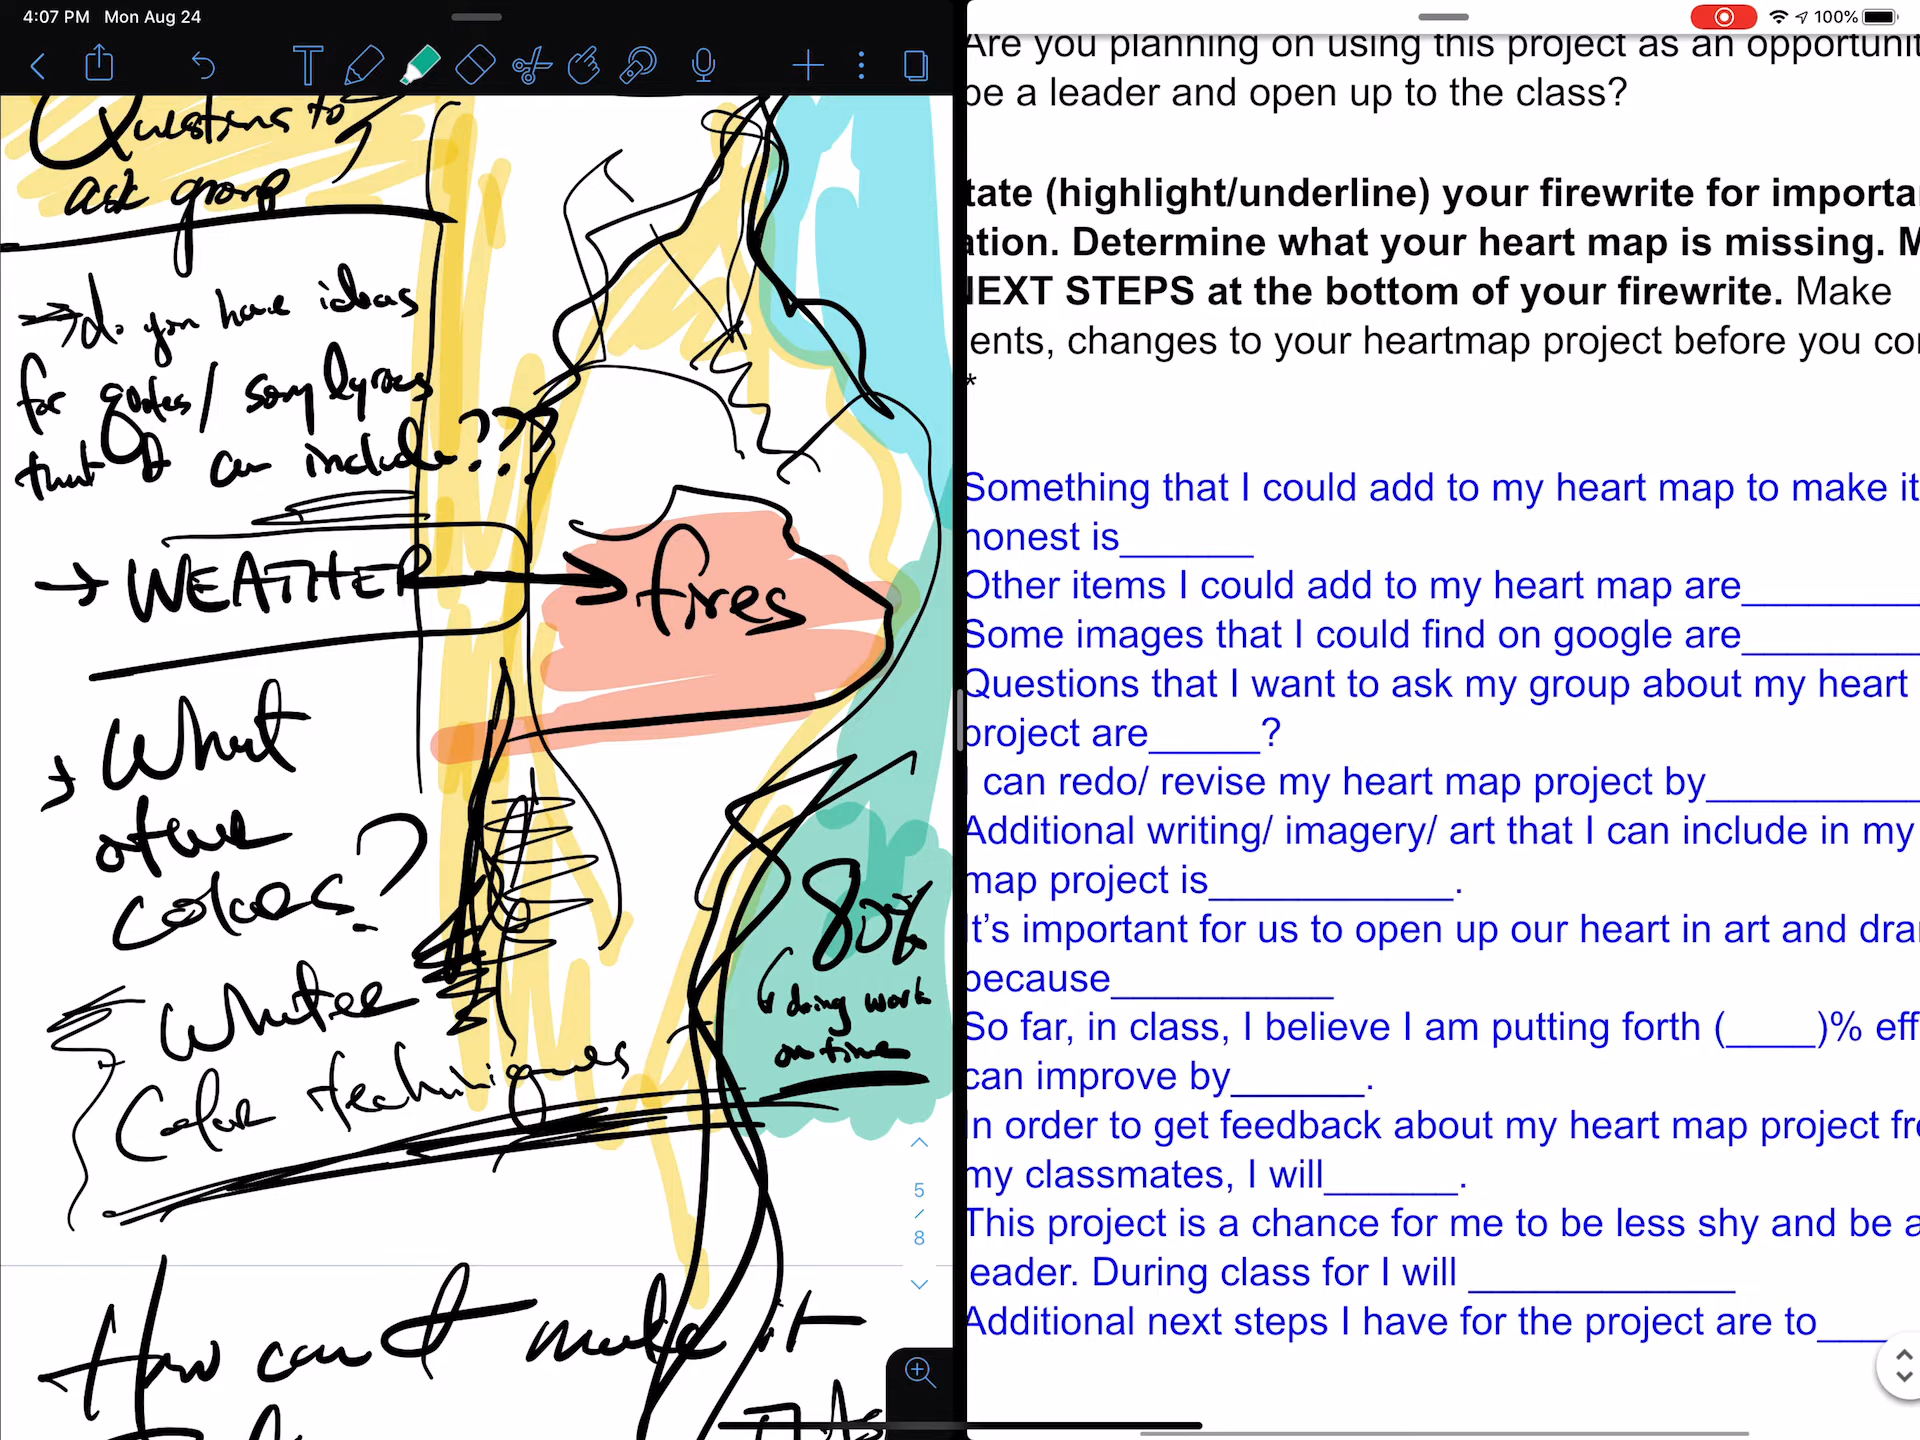 4:07 PM Mon Aug 24
100%
Questions to
ask group
→ do you have ideas
for quotes/ song lyrics
that I can include???
→ WEATHER → fires
→ What
other
colors?
Whitee
Color techniques
80%
doing work
on time
5
8
How can I make it
Are you planning on using this project as an opportunit
be a leader and open up to the class?
tate (highlight/underline) your firewrite for importa
ation. Determine what your heart map is missing. M
NEXT STEPS at the bottom of your firewrite. Make
ents, changes to your heartmap project before you co
*
Something that I could add to my heart map to make it
honest is______
Other items I could add to my heart map are_________
Some images that I could find on google are________
Questions that I want to ask my group about my heart
project are_____?
I can redo/ revise my heart map project by__________
Additional writing/ imagery/ art that I can include in my
map project is___________.
It's important for us to open up our heart in art and dra
because__________
So far, in class, I believe I am putting forth (____)% eff
can improve by______.
In order to get feedback about my heart map project fr
my classmates, I will______.
This project is a chance for me to be less shy and be a
leader. During class for I will ____________
Additional next steps I have for the project are to____